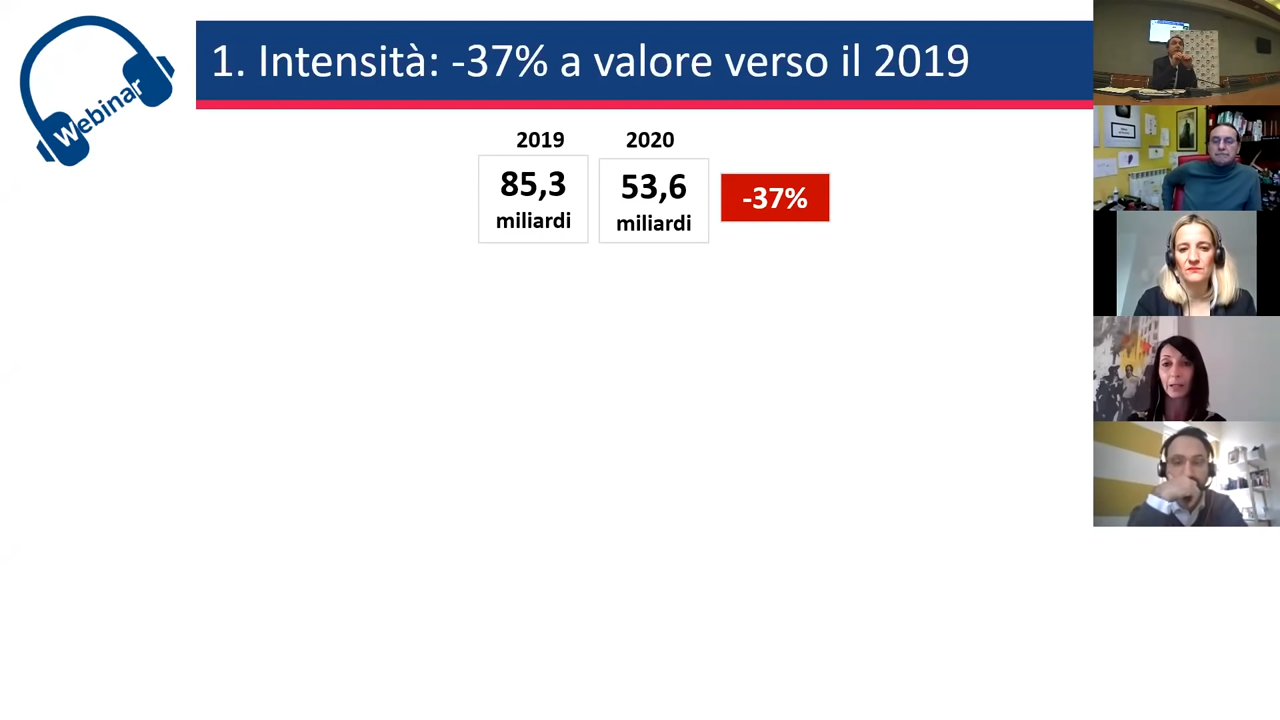 Webinar
1. Intensità: -37% a valore verso il 2019
2019 2020
85,3 53,6 -37%
miliardi miliardi